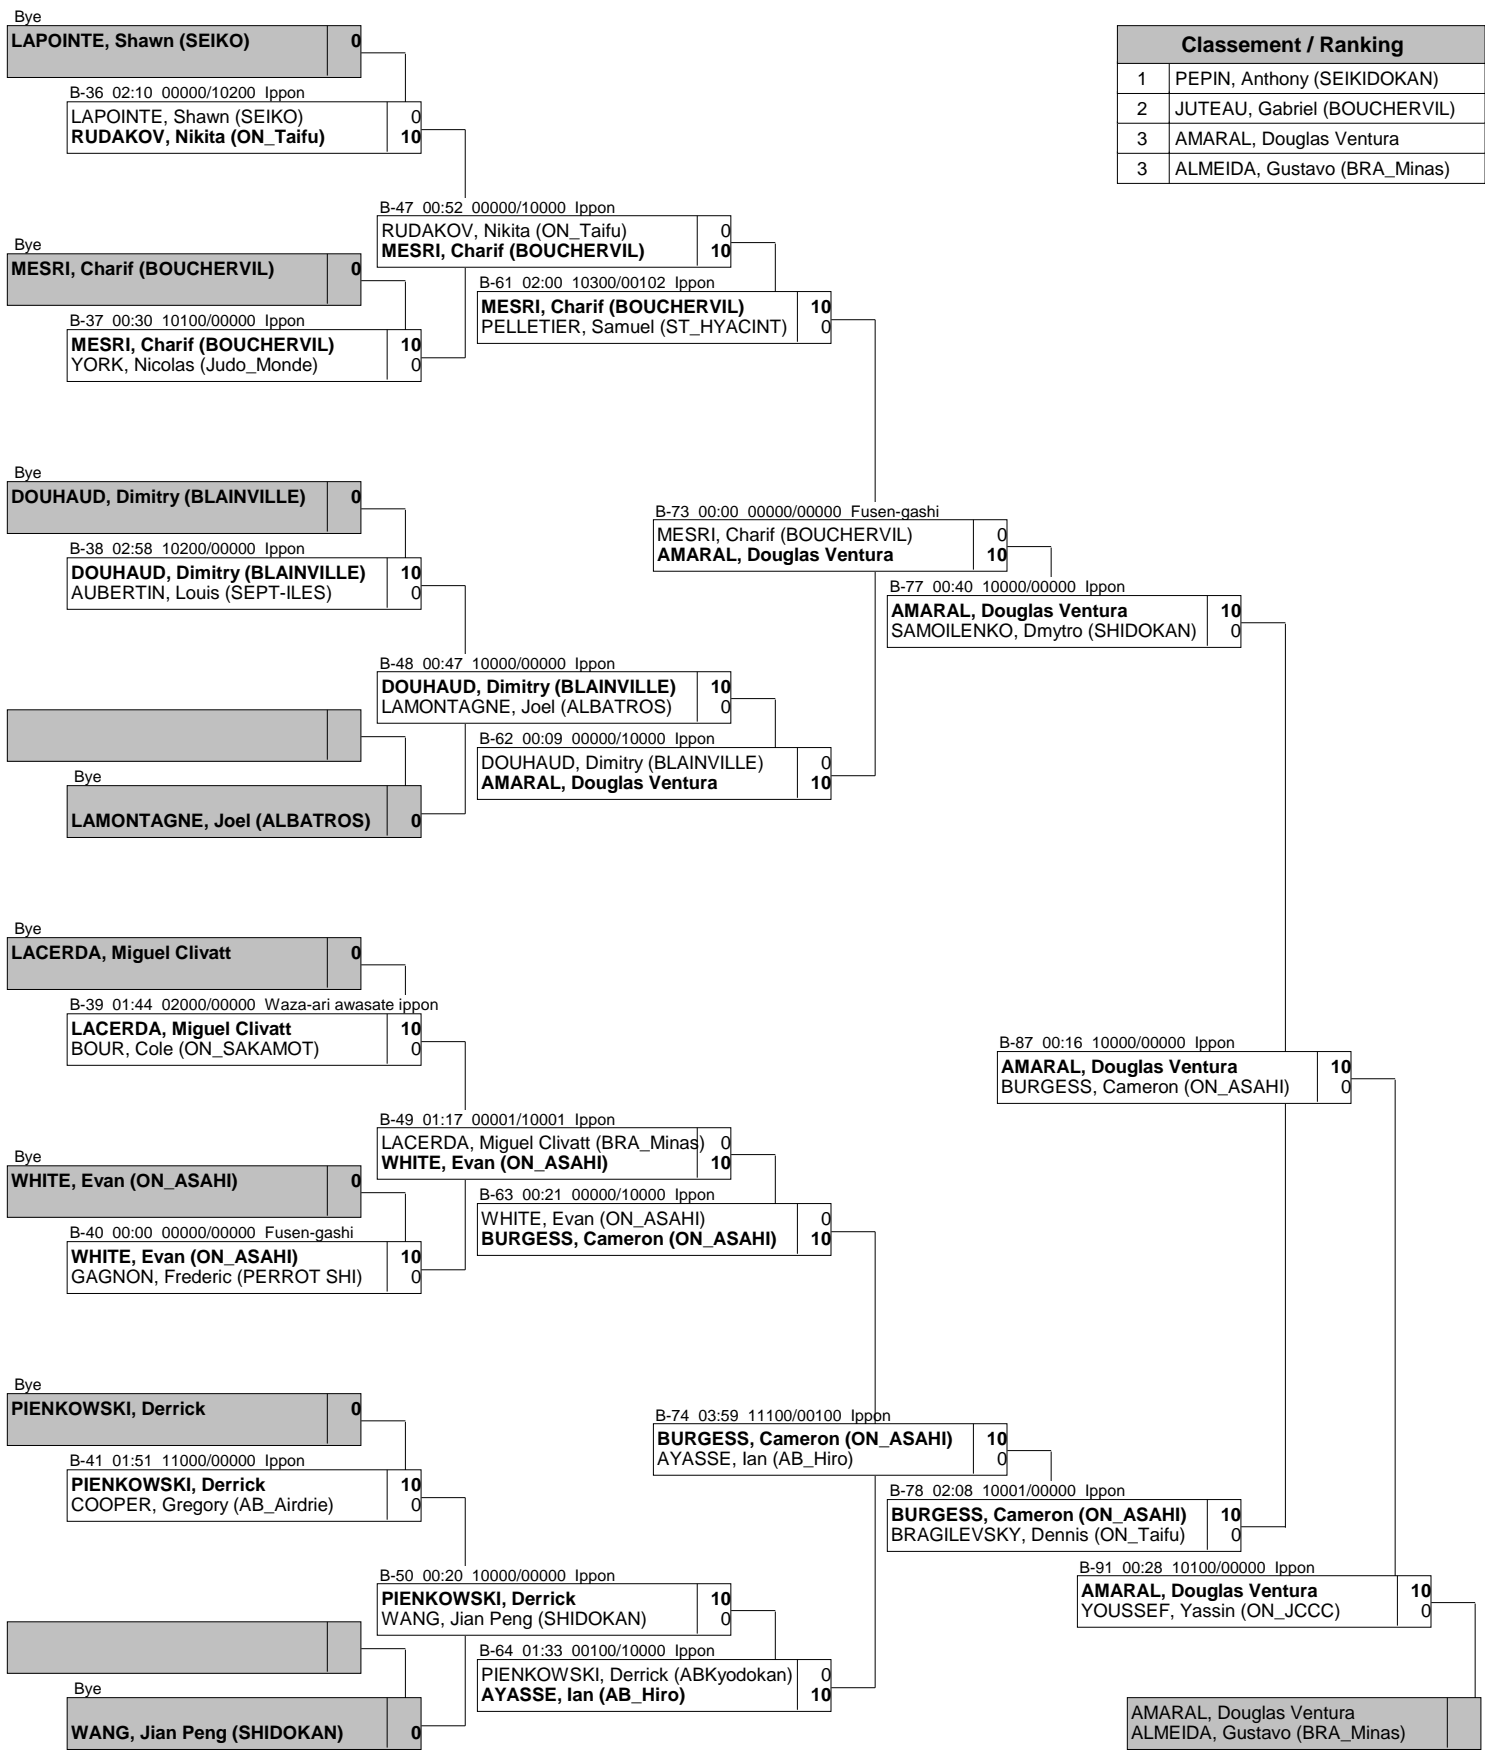 Bye
LAPOINTE, Shawn (SEIKO) 0
B-36 02:10 00000/10200 Ippon
LAPOINTE, Shawn (SEIKO) 0
RUDAKOV, Nikita (ON_Taifu) 10
Classement / Ranking
1 PEPIN, Anthony (SEIKIDOKAN)
2 JUTEAU, Gabriel (BOUCHERVIL)
3 AMARAL, Douglas Ventura
3 ALMEIDA, Gustavo (BRA_Minas)
B-47 00:52 00000/10000 Ippon
RUDAKOV, Nikita (ON_Taifu) 0
MESRI, Charif (BOUCHERVIL) 10
Bye
MESRI, Charif (BOUCHERVIL) 0
B-61 02:00 10300/00102 Ippon
MESRI, Charif (BOUCHERVIL) 10
PELLETIER, Samuel (ST_HYACINT) 0
B-37 00:30 10100/00000 Ippon
MESRI, Charif (BOUCHERVIL) 10
YORK, Nicolas (Judo_Monde) 0
Bye
DOUHAUD, Dimitry (BLAINVILLE) 0
B-73 00:00 00000/00000 Fusen-gashi
MESRI, Charif (BOUCHERVIL) 0
AMARAL, Douglas Ventura 10
B-38 02:58 10200/00000 Ippon
DOUHAUD, Dimitry (BLAINVILLE) 10
AUBERTIN, Louis (SEPT-ILES) 0
B-77 00:40 10000/00000 Ippon
AMARAL, Douglas Ventura 10
SAMOILENKO, Dmytro (SHIDOKAN) 0
B-48 00:47 10000/00000 Ippon
DOUHAUD, Dimitry (BLAINVILLE) 10
LAMONTAGNE, Joel (ALBATROS) 0
B-62 00:09 00000/10000 Ippon
DOUHAUD, Dimitry (BLAINVILLE) 0
AMARAL, Douglas Ventura 10
Bye
LAMONTAGNE, Joel (ALBATROS) 0
Bye
LACERDA, Miguel Clivatt 0
B-39 01:44 02000/00000 Waza-ari awasate ippon
LACERDA, Miguel Clivatt 10
BOUR, Cole (ON_SAKAMOT) 0
B-87 00:16 10000/00000 Ippon
AMARAL, Douglas Ventura 10
BURGESS, Cameron (ON_ASAHI) 0
B-49 01:17 00001/10001 Ippon
LACERDA, Miguel Clivatt (BRA_Minas) 0
WHITE, Evan (ON_ASAHI) 10
Bye
WHITE, Evan (ON_ASAHI) 0
B-63 00:21 00000/10000 Ippon
WHITE, Evan (ON_ASAHI) 0
BURGESS, Cameron (ON_ASAHI) 10
B-40 00:00 00000/00000 Fusen-gashi
WHITE, Evan (ON_ASAHI) 10
GAGNON, Frederic (PERROT SHI) 0
Bye
PIENKOWSKI, Derrick 0
B-74 03:59 11100/00100 Ippon
BURGESS, Cameron (ON_ASAHI) 10
AYASSE, Ian (AB_Hiro) 0
B-41 01:51 11000/00000 Ippon
PIENKOWSKI, Derrick 10
COOPER, Gregory (AB_Airdrie) 0
B-78 02:08 10001/00000 Ippon
BURGESS, Cameron (ON_ASAHI) 10
BRAGILEVSKY, Dennis (ON_Taifu) 0
B-91 00:28 10100/00000 Ippon
AMARAL, Douglas Ventura 10
YOUSSEF, Yassin (ON_JCCC) 0
B-50 00:20 10000/00000 Ippon
PIENKOWSKI, Derrick 10
WANG, Jian Peng (SHIDOKAN) 0
B-64 01:33 00100/10000 Ippon
PIENKOWSKI, Derrick (ABKyodokan) 0
AYASSE, Ian (AB_Hiro) 10
Bye
WANG, Jian Peng (SHIDOKAN) 0
AMARAL, Douglas Ventura
ALMEIDA, Gustavo (BRA_Minas)